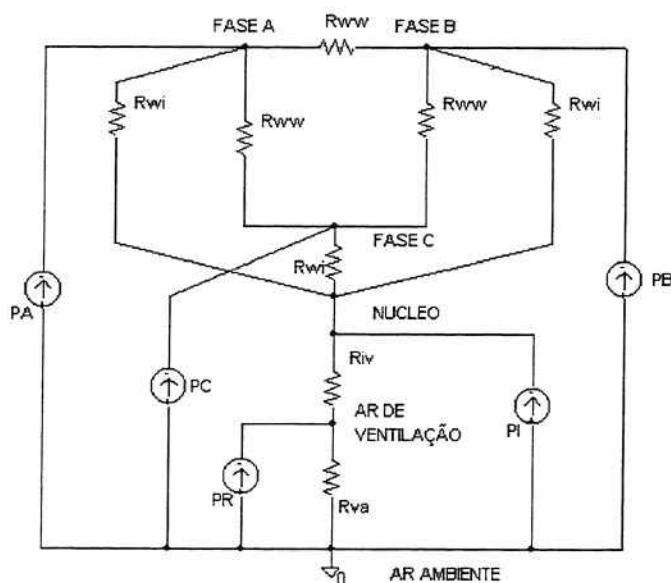 FASE A
Rww
FASE B
Rwi
Rww
Rww
Rwi
FASE C
Rwi
PA
PB
NUCLEO
PC
Riv
PI
AR DE
VENTILAÇÃO
PR
Rva
0
AR AMBIENTE